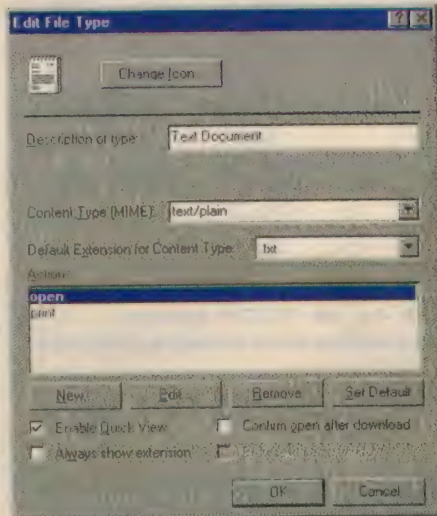 Edit File Type
Change Icon...
Description of type:
Text Document
Content Type (MIME):
text/plain
Default Extension for Content Type:
.txt
Actions:
open
print
New...
Edit...
Remove
Set Default
Enable Quick View
Confirm open after download
Always show extension
OK
Cancel